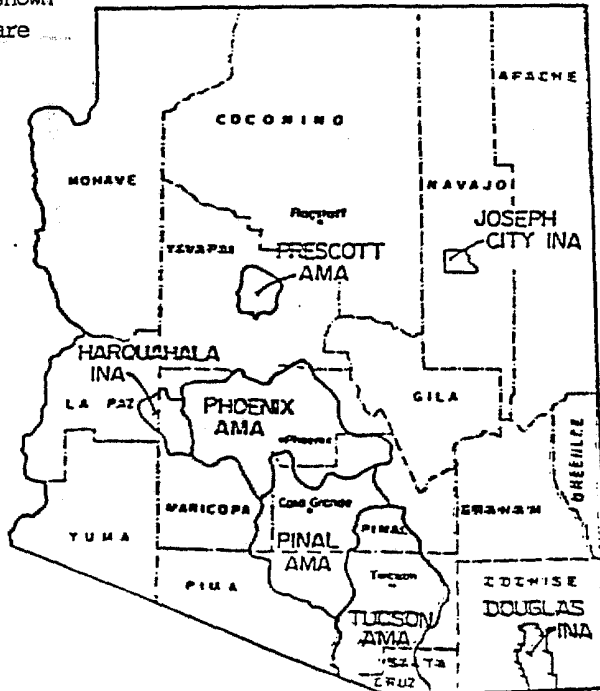 are
APACHE
COCONINO
MOHAVE
NAVAJO
Flagstaff
JOSEPH
CITY INA
YAVAPAI
PRESCOTT
AMA
HARQUAHALA
INA
LA PAZ
PHOENIX
AMA
GILA
Phoenix
GREENLEE
MARICOPA
Casa Grande
GRAHAM
YUMA
PINAL
PINAL
AMA
PIMA
Tucson
COCHISE
DOUGLAS
INA
TUCSON
AMA
SANTA
CRUZ